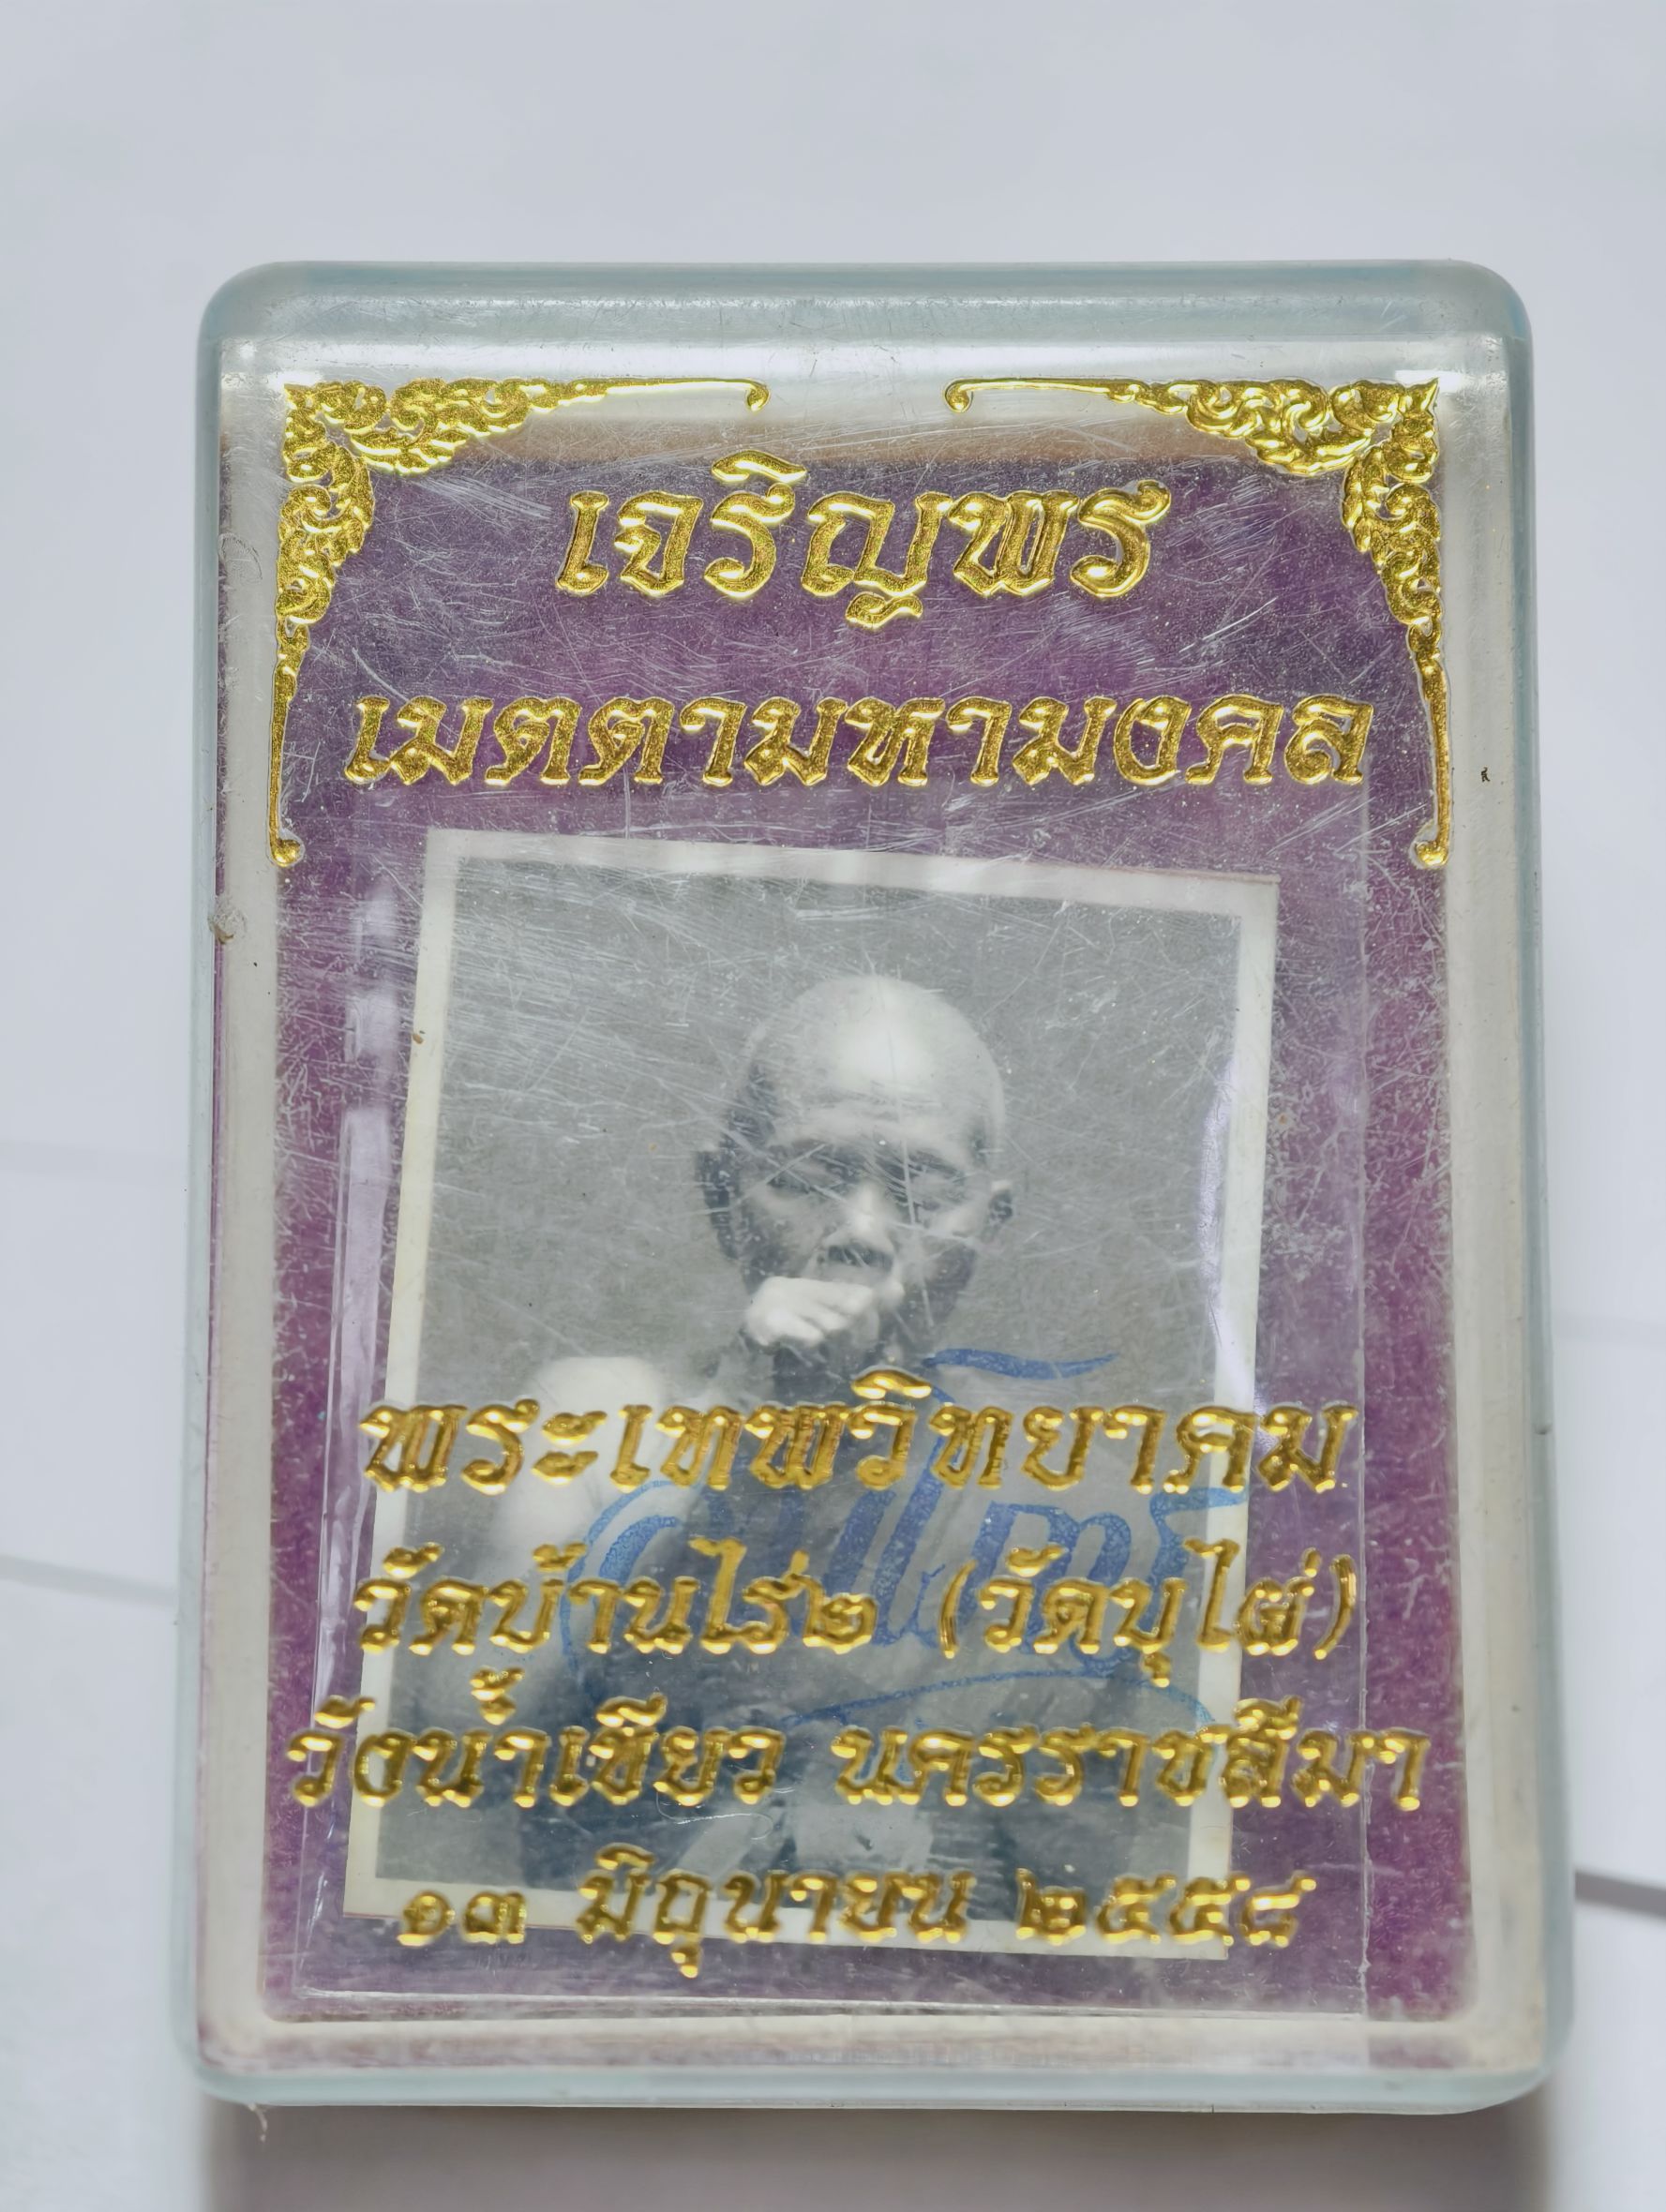 เจริญพร
เมตตามหามงคล
พระเทพวิทยาคม
วัดบ้านไร่๒ (วัดบุไผ่)
วังน้ำเขียว นครราชสีมา
๑๓ มิถุนายน ๒๕๕๘